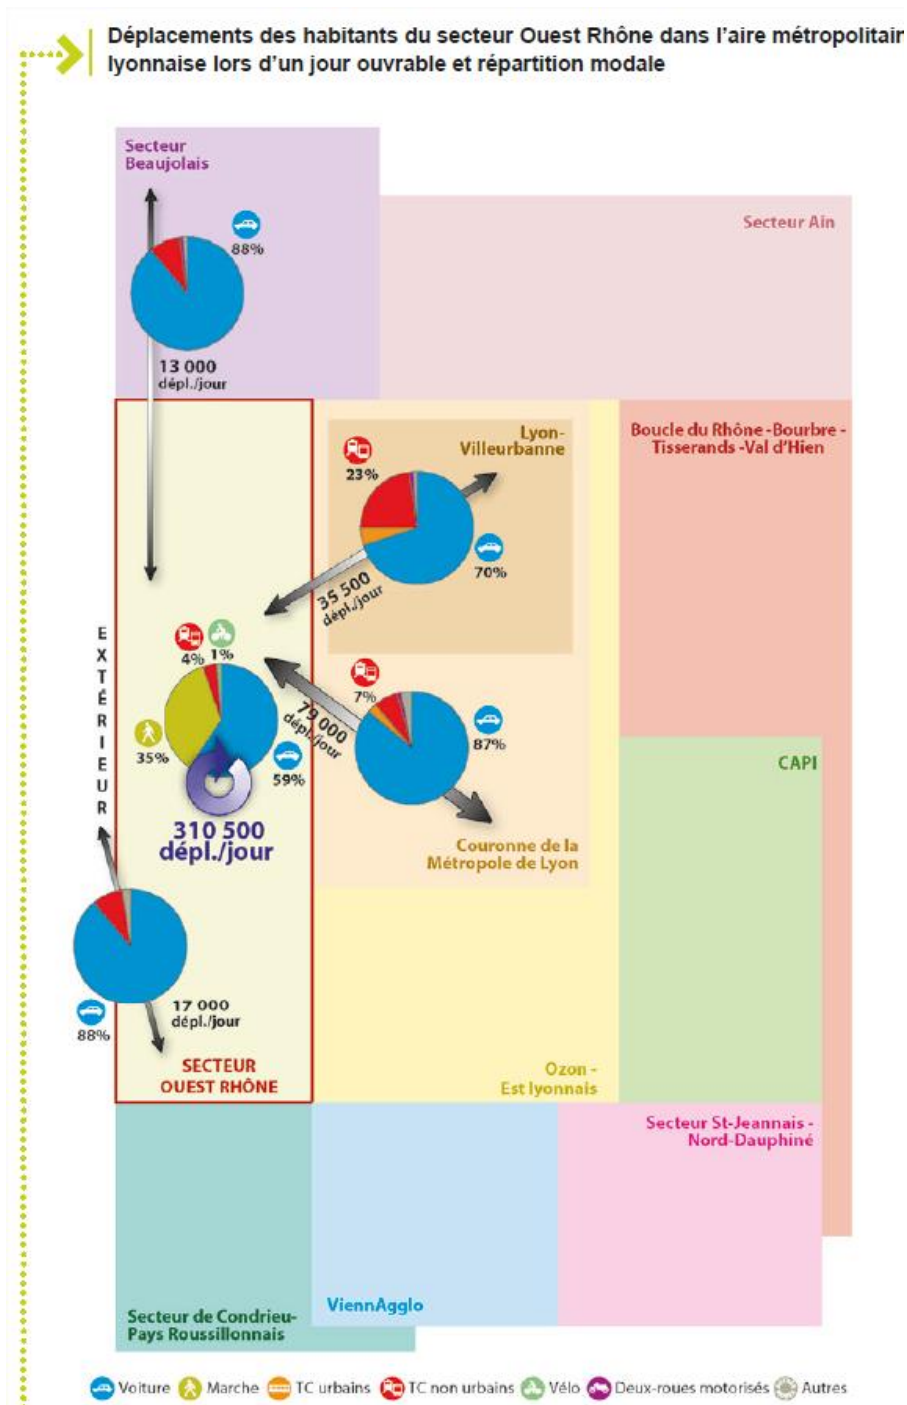 Déplacements des habitants du secteur Ouest Rhône dans l'aire métropolitain
lyonnaise lors d'un jour ouvrable et répartition modale
Secteur
Beaujolais
88%
13 000
dépl./jour
Secteur Ain
Lyon-
Villeurbanne
23%
70%
35 500
dépl./jour
Boucle du Rhône -Bourbre -
Tisserands -Val d'Hien
EXTÉRIEUR
4%
1%
35%
59%
310 500
dépl./jour
79 000
dépl./jour
7%
87%
Couronne de la
Métropole de Lyon
CAPI
88%
17 000
dépl./jour
SECTEUR
OUEST RHÔNE
Ozon -
Est lyonnais
Secteur St-Jeannais -
Nord-Dauphiné
ViennAgglo
Secteur de Condrieu-
Pays Roussillonnais
Voiture Marche TC urbains TC non urbains Vélo Deux-roues motorisés Autres